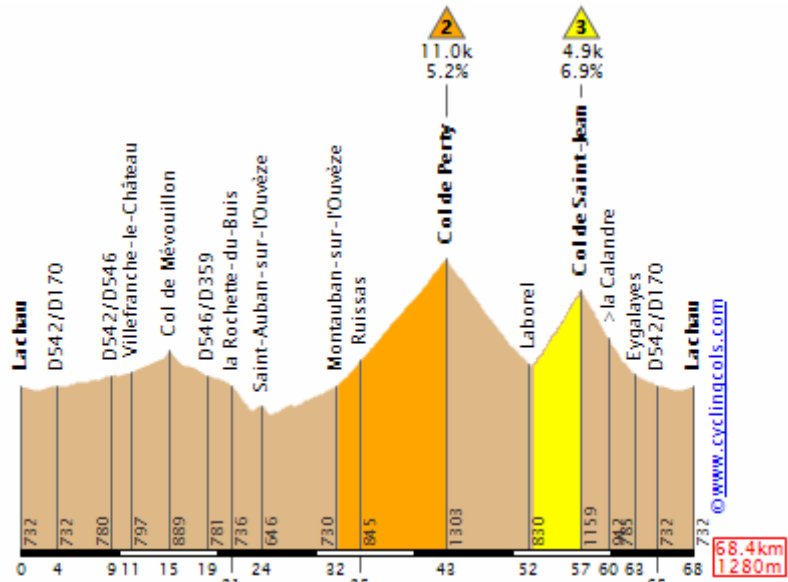 2
11.0k
5.2%
3
4.9k
6.9%
Lachau
D542/D170
D542/D546
Villefranche-le-Château
Col de Mévouillon
D546/D359
la Rochette-du-Buis
Saint-Auban-sur-l'Ouvèze
Montauban-sur-l'Ouvèze
Ruissas
Col de Perty
Laborel
Col de Saint-Jean
> la Calandre
Eygalayes
D542/D170
Lachau
732
732
780
797
889
781
736
646
730
845
1303
830
1159
785
732
732
0 4 9 11 15 19 24 32 43 52 57 60 63 68
68.4km
1280m
© www.cyclingcols.com